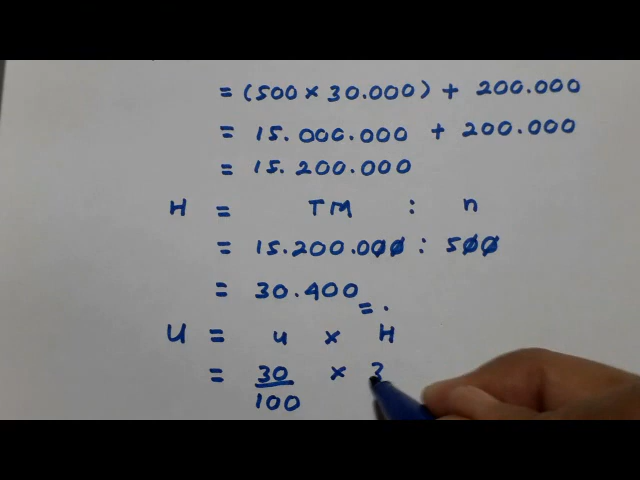 = (500 × 30.000) + 200.000
= 15.000.000 + 200.000
= 15.200.000
H = TM : n
= 15.200.000 : 500
= 30.400
U = u × H
= 30/100 × 3